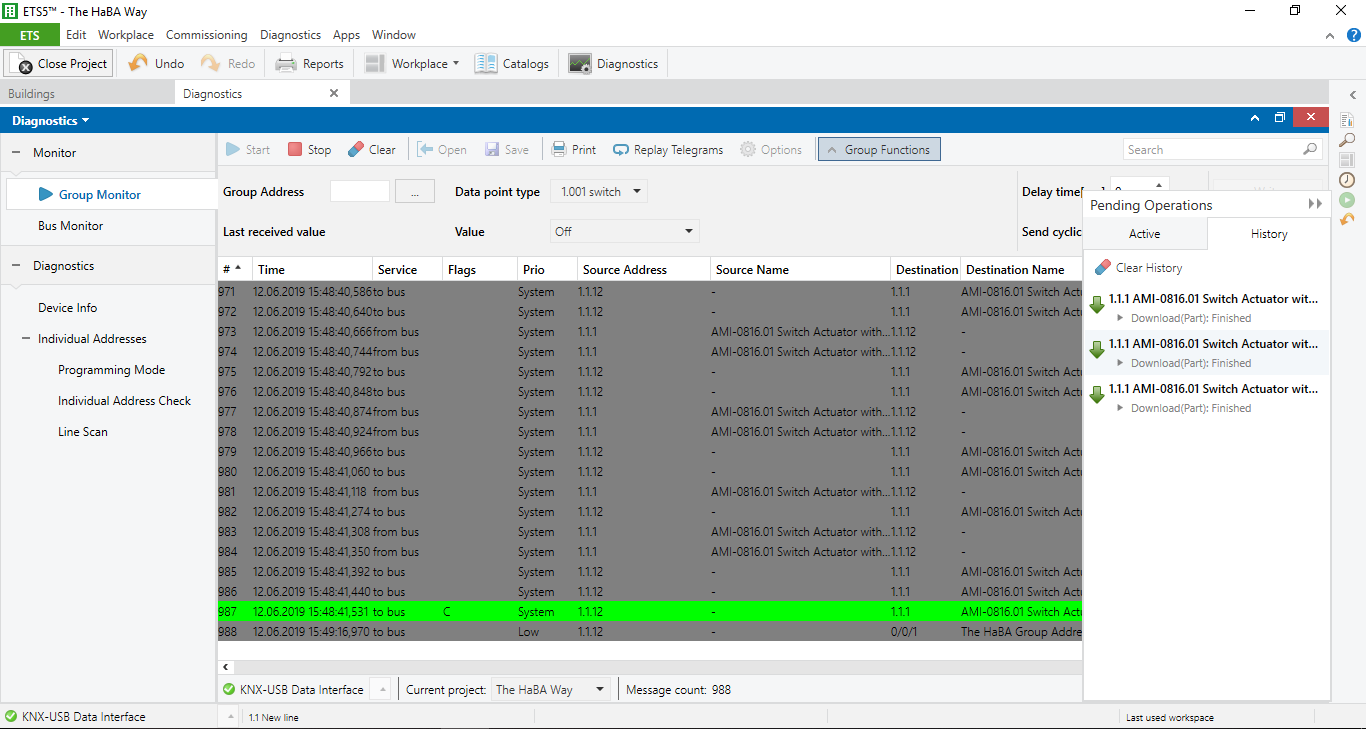 ETS5™ - The HaBA Way
ETS Edit Workplace Commissioning Diagnostics Apps Window
Close Project Undo Redo Reports Workplace Catalogs Diagnostics
Buildings Diagnostics
Diagnostics
Monitor
Group Monitor
Bus Monitor
Diagnostics
Device Info
Individual Addresses
Programming Mode
Individual Address Check
Line Scan
Start Stop Clear Open Save Print Replay Telegrams Options Group Functions Search
Group Address ... Data point type 1.001 switch Delay time[
Last received value Value Off Send cyclic
# Time Service Flags Prio Source Address Source Name Destination Destination Name
971 12.06.2019 15:48:40,586 to bus System 1.1.12 - 1.1.1 AMI-0816.01 Switch Actu
972 12.06.2019 15:48:40,640 to bus System 1.1.12 - 1.1.1 AMI-0816.01 Switch Actu
973 12.06.2019 15:48:40,666 from bus System 1.1.1 AMI-0816.01 Switch Actuator with... 1.1.12 -
974 12.06.2019 15:48:40,744 from bus System 1.1.1 AMI-0816.01 Switch Actuator with... 1.1.12 -
975 12.06.2019 15:48:40,792 to bus System 1.1.12 - 1.1.1 AMI-0816.01 Switch Actu
976 12.06.2019 15:48:40,848 to bus System 1.1.12 - 1.1.1 AMI-0816.01 Switch Actu
977 12.06.2019 15:48:40,874 from bus System 1.1.1 AMI-0816.01 Switch Actuator with... 1.1.12 -
978 12.06.2019 15:48:40,924 from bus System 1.1.1 AMI-0816.01 Switch Actuator with... 1.1.12 -
979 12.06.2019 15:48:40,966 to bus System 1.1.12 - 1.1.1 AMI-0816.01 Switch Actu
980 12.06.2019 15:48:41,060 to bus System 1.1.12 - 1.1.1 AMI-0816.01 Switch Actu
981 12.06.2019 15:48:41,118 from bus System 1.1.1 AMI-0816.01 Switch Actuator with... 1.1.12 -
982 12.06.2019 15:48:41,274 to bus System 1.1.12 - 1.1.1 AMI-0816.01 Switch Actu
983 12.06.2019 15:48:41,308 from bus System 1.1.1 AMI-0816.01 Switch Actuator with... 1.1.12 -
984 12.06.2019 15:48:41,350 from bus System 1.1.1 AMI-0816.01 Switch Actuator with... 1.1.12 -
985 12.06.2019 15:48:41,392 to bus System 1.1.12 - 1.1.1 AMI-0816.01 Switch Actu
986 12.06.2019 15:48:41,440 to bus System 1.1.12 - 1.1.1 AMI-0816.01 Switch Actu
987 12.06.2019 15:48:41,531 to bus C System 1.1.12 - 1.1.1 AMI-0816.01 Switch Actu
988 12.06.2019 15:49:16,970 to bus Low 1.1.12 - 0/0/1 The HaBA Group Addre
Pending Operations
Active History
Clear History
1.1.1 AMI-0816.01 Switch Actuator wit...
Download(Part): Finished
1.1.1 AMI-0816.01 Switch Actuator wit...
Download(Part): Finished
1.1.1 AMI-0816.01 Switch Actuator wit...
Download(Part): Finished
KNX-USB Data Interface Current project: The HaBA Way Message count: 988
KNX-USB Data Interface 1.1 New line Last used workspace